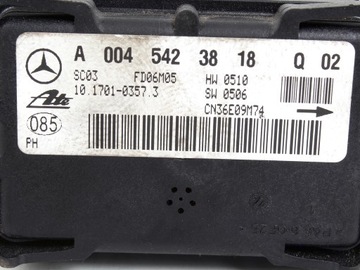 A 004 542 38 18 Q 02
SC03 FD06M05 HW 0510
10.1701-0357.3 SW 0506
Ate CN36E09M74
085
PH